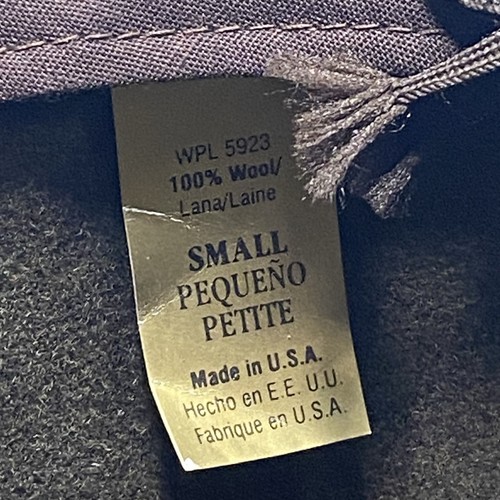 WPL 5923
100% Wool/
Lana/Laine
SMALL
PEQUEÑO
PETITE
Made in U.S.A.
Hecho en E.E. U.U.
Fabrique en U.S.A.